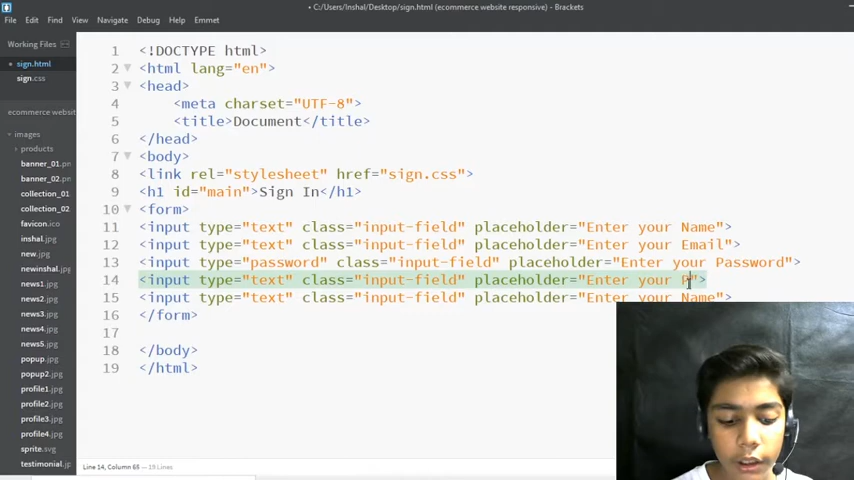 • C:/Users/Inshal/Desktop/sign.html (ecommerce website responsive) - Brackets
File Edit Find View Navigate Debug Help Emmet
Working Files
sign.html
sign.css
ecommerce websit
images
products
banner_01.pn
banner_02.pn
collection_01
collection_02
favicon.ico
inshal.jpg
new.jpg
newinshal.jpg
news1.jpg
news2.jpg
news3.jpg
news4.jpg
news5.jpg
popup.jpg
popup2.jpg
profile1.jpg
profile2.jpg
profile3.jpg
profile4.jpg
sprite.svg
testimonial.jp
1 <!DOCTYPE html>
2 <html lang="en">
3 <head>
4 <meta charset="UTF-8">
5 <title>Document</title>
6 </head>
7 <body>
8 <link rel="stylesheet" href="sign.css">
9 <h1 id="main">Sign In</h1>
10 <form>
11 <input type="text" class="input-field" placeholder="Enter your Name">
12 <input type="text" class="input-field" placeholder="Enter your Email">
13 <input type="password" class="input-field" placeholder="Enter your Password">
14 <input type="text" class="input-field" placeholder="Enter your P">
15 <input type="text" class="input-field" placeholder="Enter your Name">
16 </form>
17
18 </body>
19 </html>
Line 14, Column 65 — 19 Lines